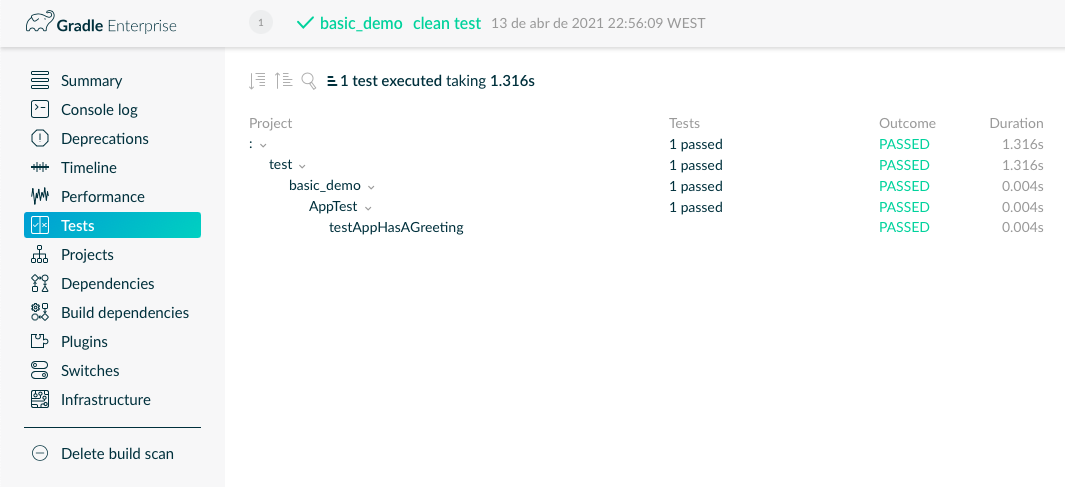 Gradle Enterprise
1 basic_demo clean test 13 de abr de 2021 22:56:09 WEST
Summary
Console log
Deprecations
Timeline
Performance
Tests
Projects
Dependencies
Build dependencies
Plugins
Switches
Infrastructure
Delete build scan
1 test executed taking 1.316s
Project Tests Outcome Duration
: 1 passed PASSED 1.316s
test 1 passed PASSED 1.316s
basic_demo 1 passed PASSED 0.004s
AppTest 1 passed PASSED 0.004s
testAppHasAGreeting PASSED 0.004s